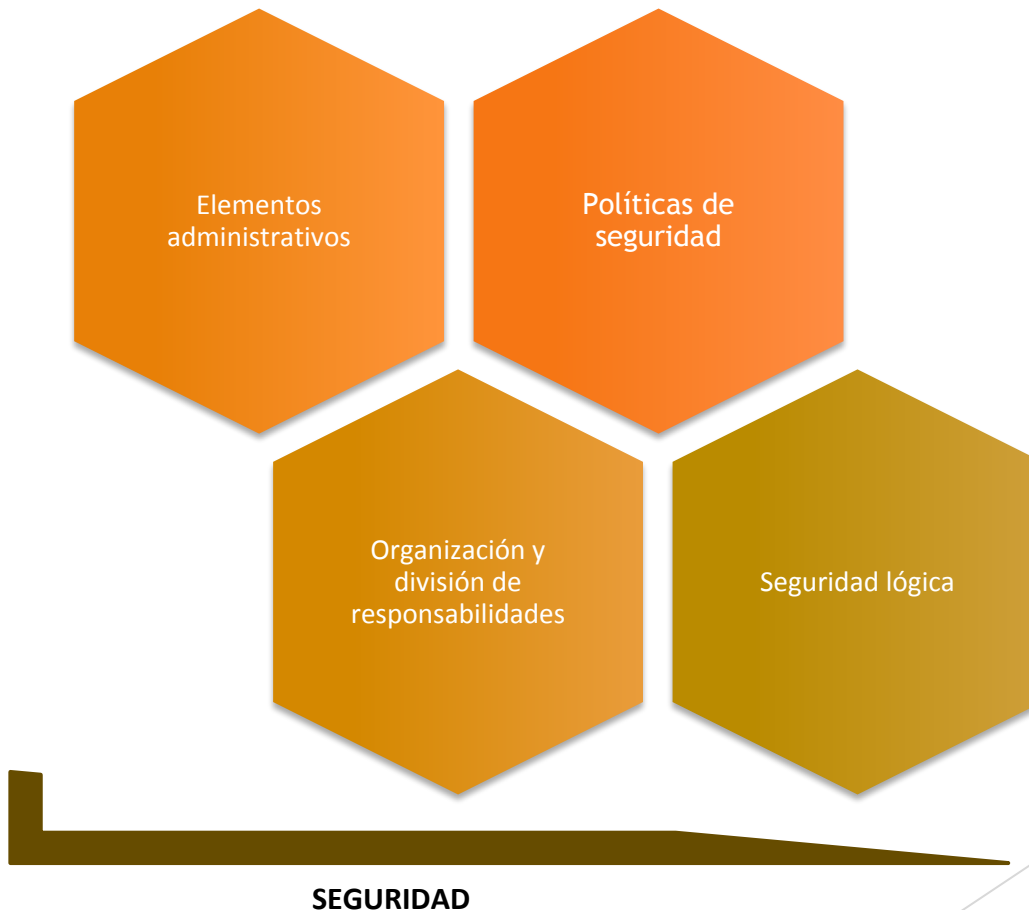 Elementos
administrativos
Políticas de
seguridad
Organización y
división de
responsabilidades
Seguridad lógica
SEGURIDAD